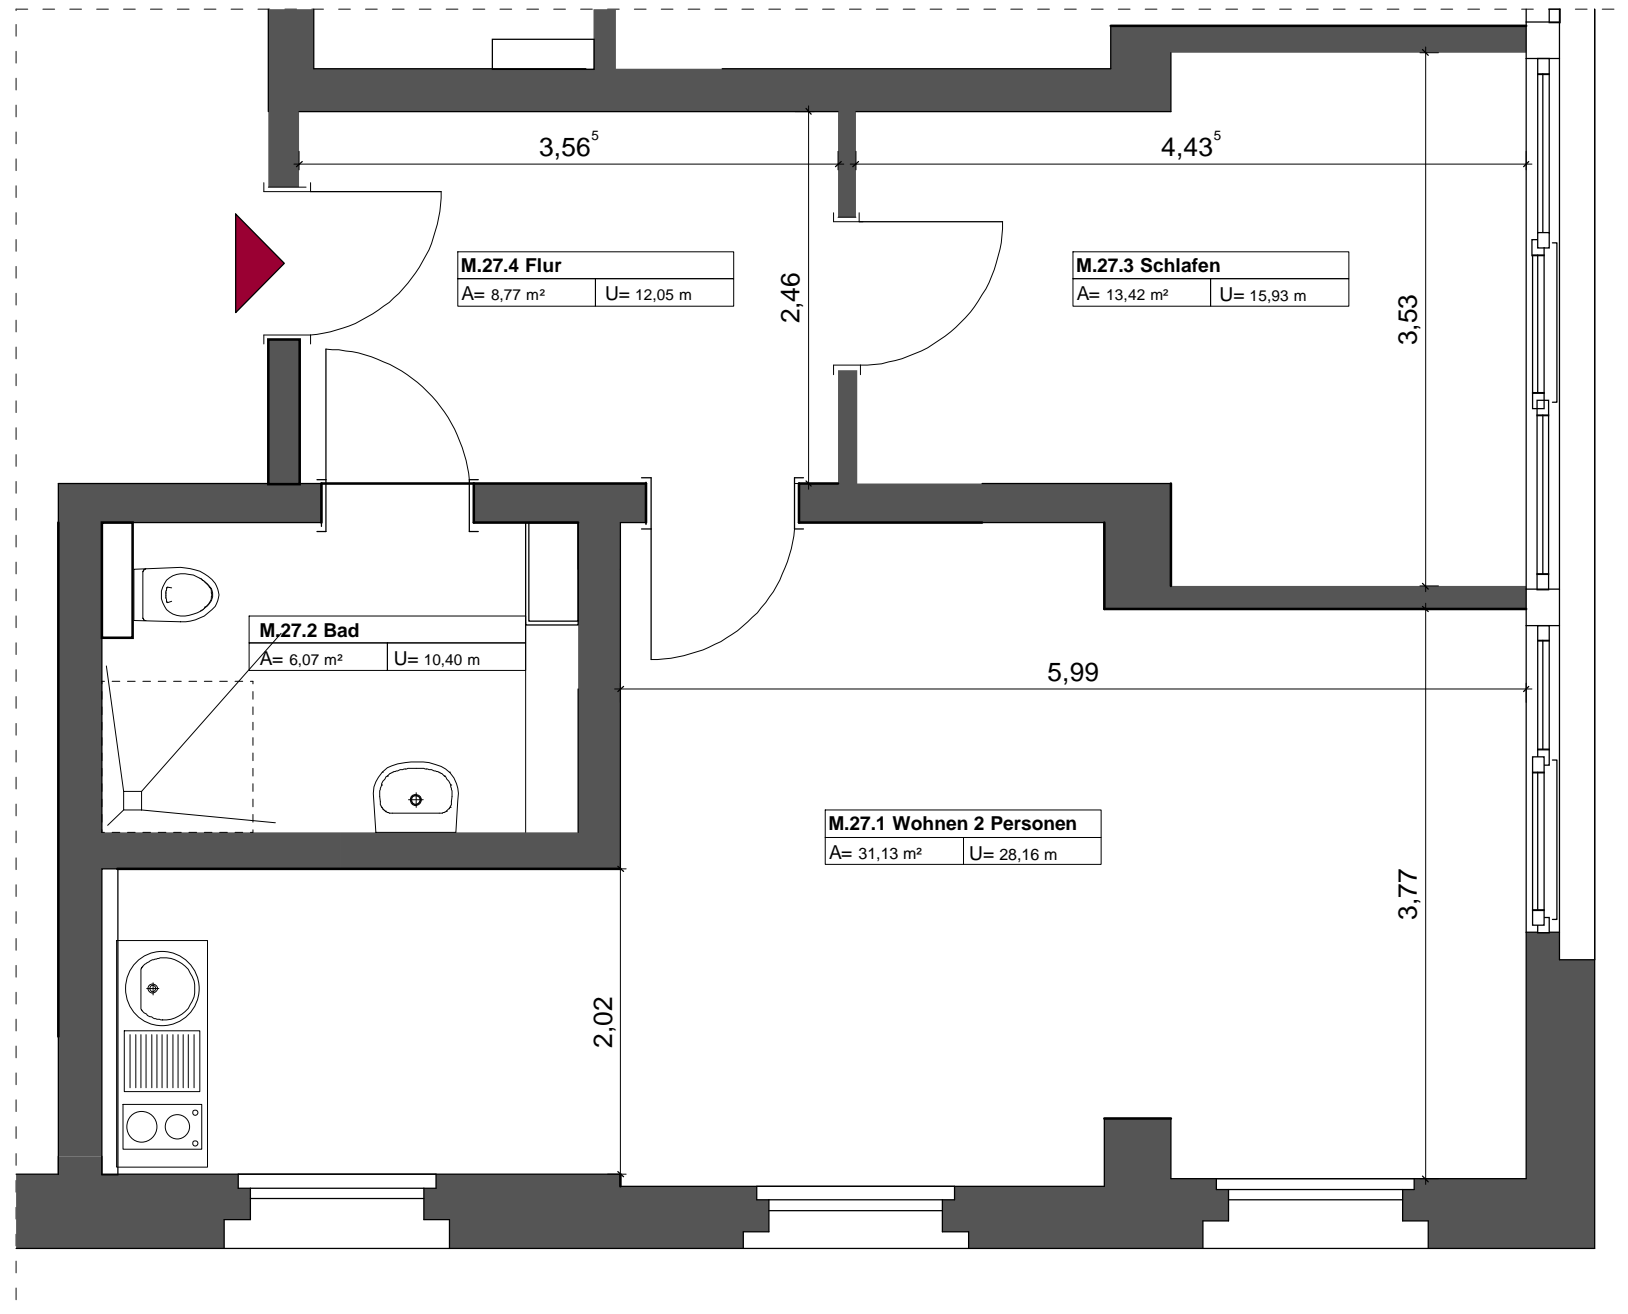 3,56⁵
4,43⁵
M.27.4 Flur
A= 8,77 m²
U= 12,05 m
2,46
M.27.3 Schlafen
A= 13,42 m²
U= 15,93 m
3,53
M.27.2 Bad
A= 6,07 m²
U= 10,40 m
5,99
M.27.1 Wohnen 2 Personen
A= 31,13 m²
U= 28,16 m
3,77
2,02